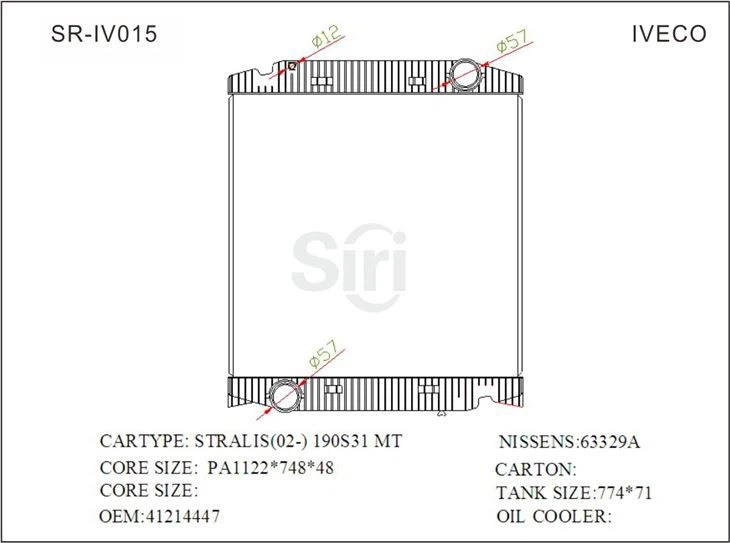 SR-IV015
IVECO
ø12
ø57
Siri
ø57
CARTYPE: STRALIS(02-) 190S31 MT
NISSENS:63329A
CORE SIZE: PA1122*748*48
CARTON:
CORE SIZE:
TANK SIZE:774*71
OEM:41214447
OIL COOLER: